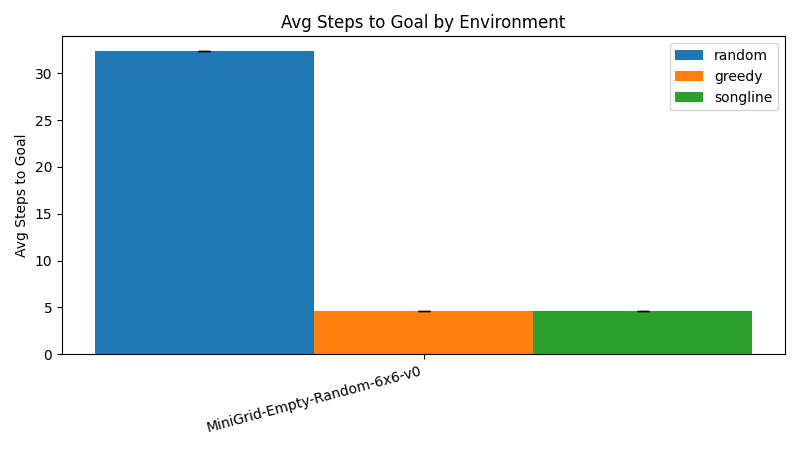 Avg Steps to Goal by Environment
random
greedy
songline
Avg Steps to Goal
30
25
20
15
10
5
0
MiniGrid-Empty-Random-6x6-v0